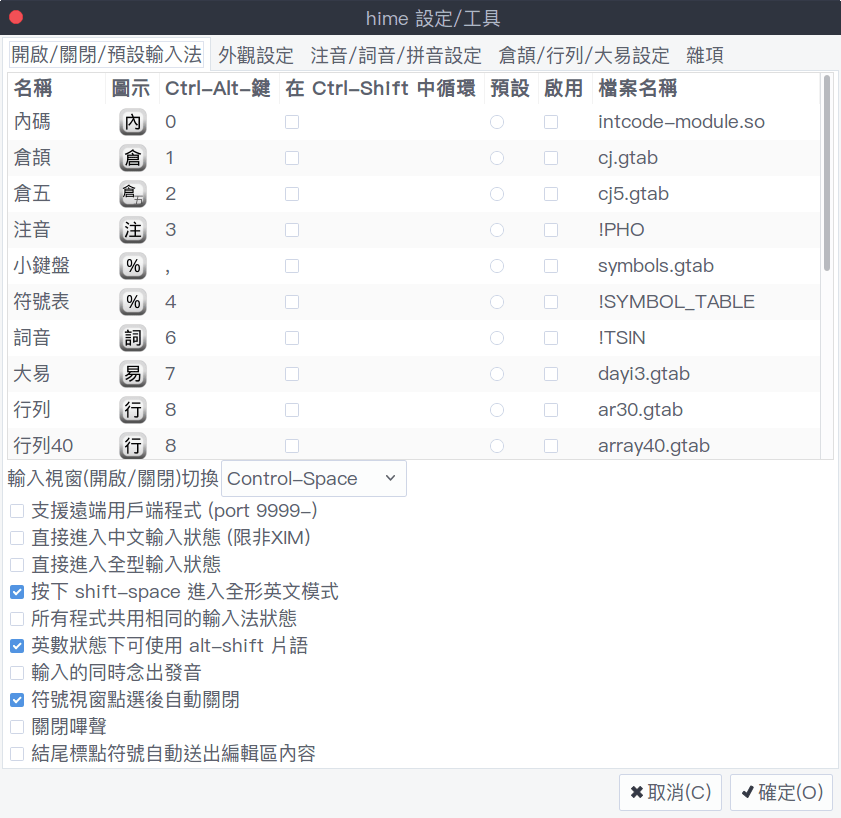 hime 設定/工具
開啟/關閉/預設輸入法 外觀設定 注音/詞音/拼音設定 倉頡/行列/大易設定 雜項
名稱 圖示 Ctrl-Alt-鍵 在 Ctrl-Shift 中循環 預設 啟用 檔案名稱
內碼 內 0 intcode-module.so
倉頡 倉 1 cj.gtab
倉五 倉五 2 cj5.gtab
注音 注 3 !PHO
小鍵盤 % , symbols.gtab
符號表 % 4 !SYMBOL_TABLE
詞音 詞 6 !TSIN
大易 易 7 dayi3.gtab
行列 行 8 ar30.gtab
行列40 行 8 array40.gtab
輸入視窗(開啟/關閉)切換 Control-Space
支援遠端用戶端程式 (port 9999-)
直接進入中文輸入狀態 (限非XIM)
直接進入全型輸入狀態
按下 shift-space 進入全形英文模式
所有程式共用相同的輸入法狀態
英數狀態下可使用 alt-shift 片語
輸入的同時念出發音
符號視窗點選後自動關閉
關閉嗶聲
結尾標點符號自動送出編輯區內容
取消(C) 確定(O)